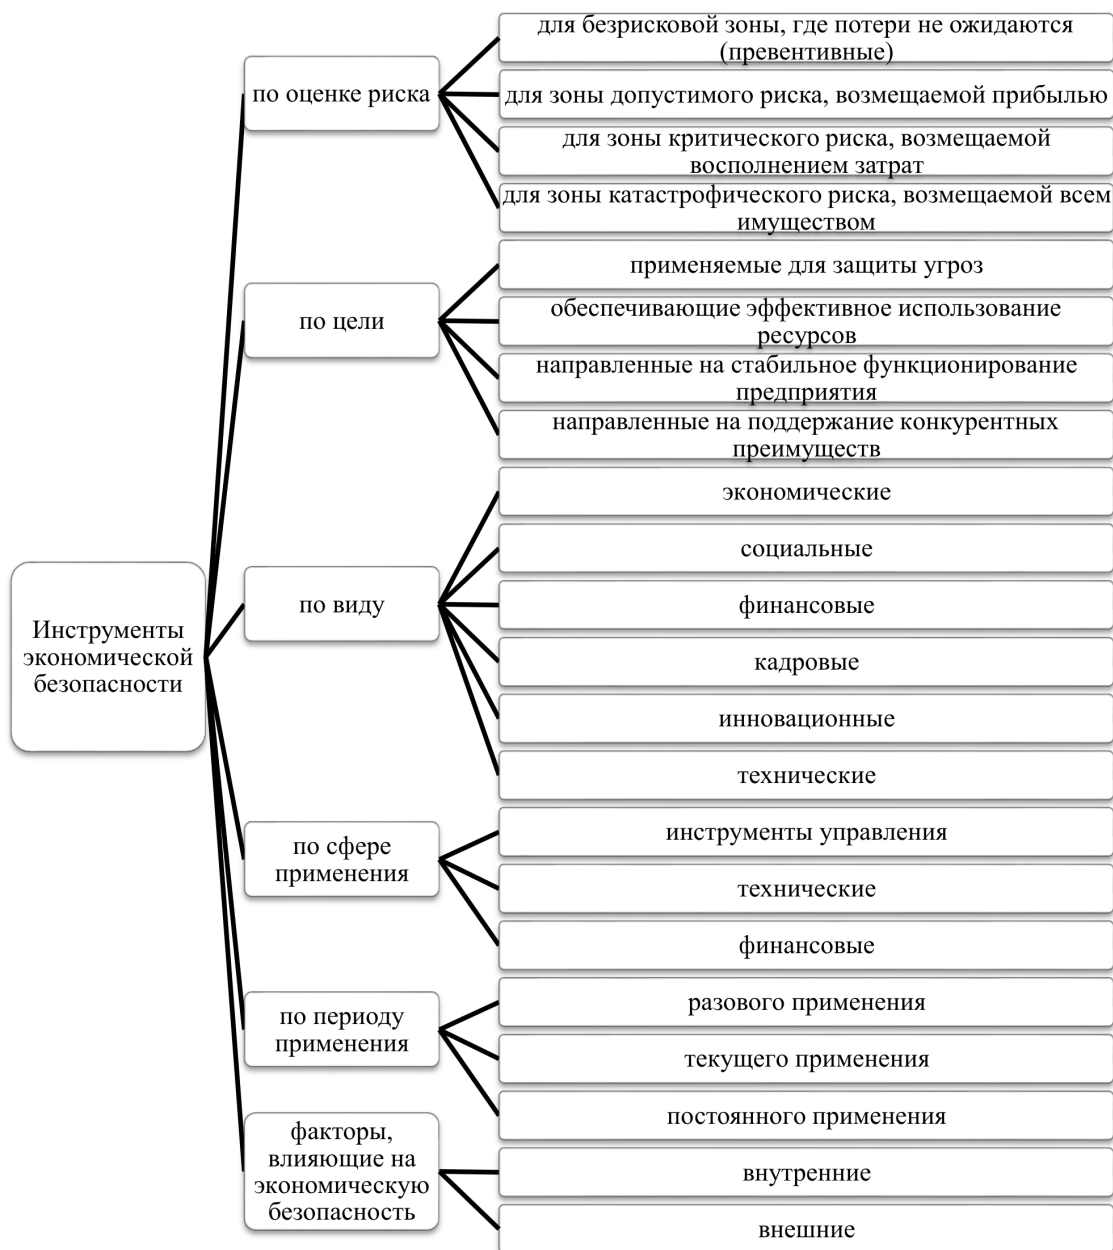 Инструменты
экономической
безопасности
по оценке риска
для безрисковой зоны, где потери не ожидаются
(превентивные)
для зоны допустимого риска, возмещаемой прибылью
для зоны критического риска, возмещаемой
восполнением затрат
для зоны катастрофического риска, возмещаемой всем
имуществом
по цели
применяемые для защиты угроз
обеспечивающие эффективное использование
ресурсов
направленные на стабильное функционирование
предприятия
направленные на поддержание конкурентных
преимуществ
по виду
экономические
социальные
финансовые
кадровые
инновационные
технические
по сфере
применения
инструменты управления
технические
финансовые
по периоду
применения
разового применения
текущего применения
постоянного применения
факторы,
влияющие на
экономическую
безопасность
внутренние
внешние